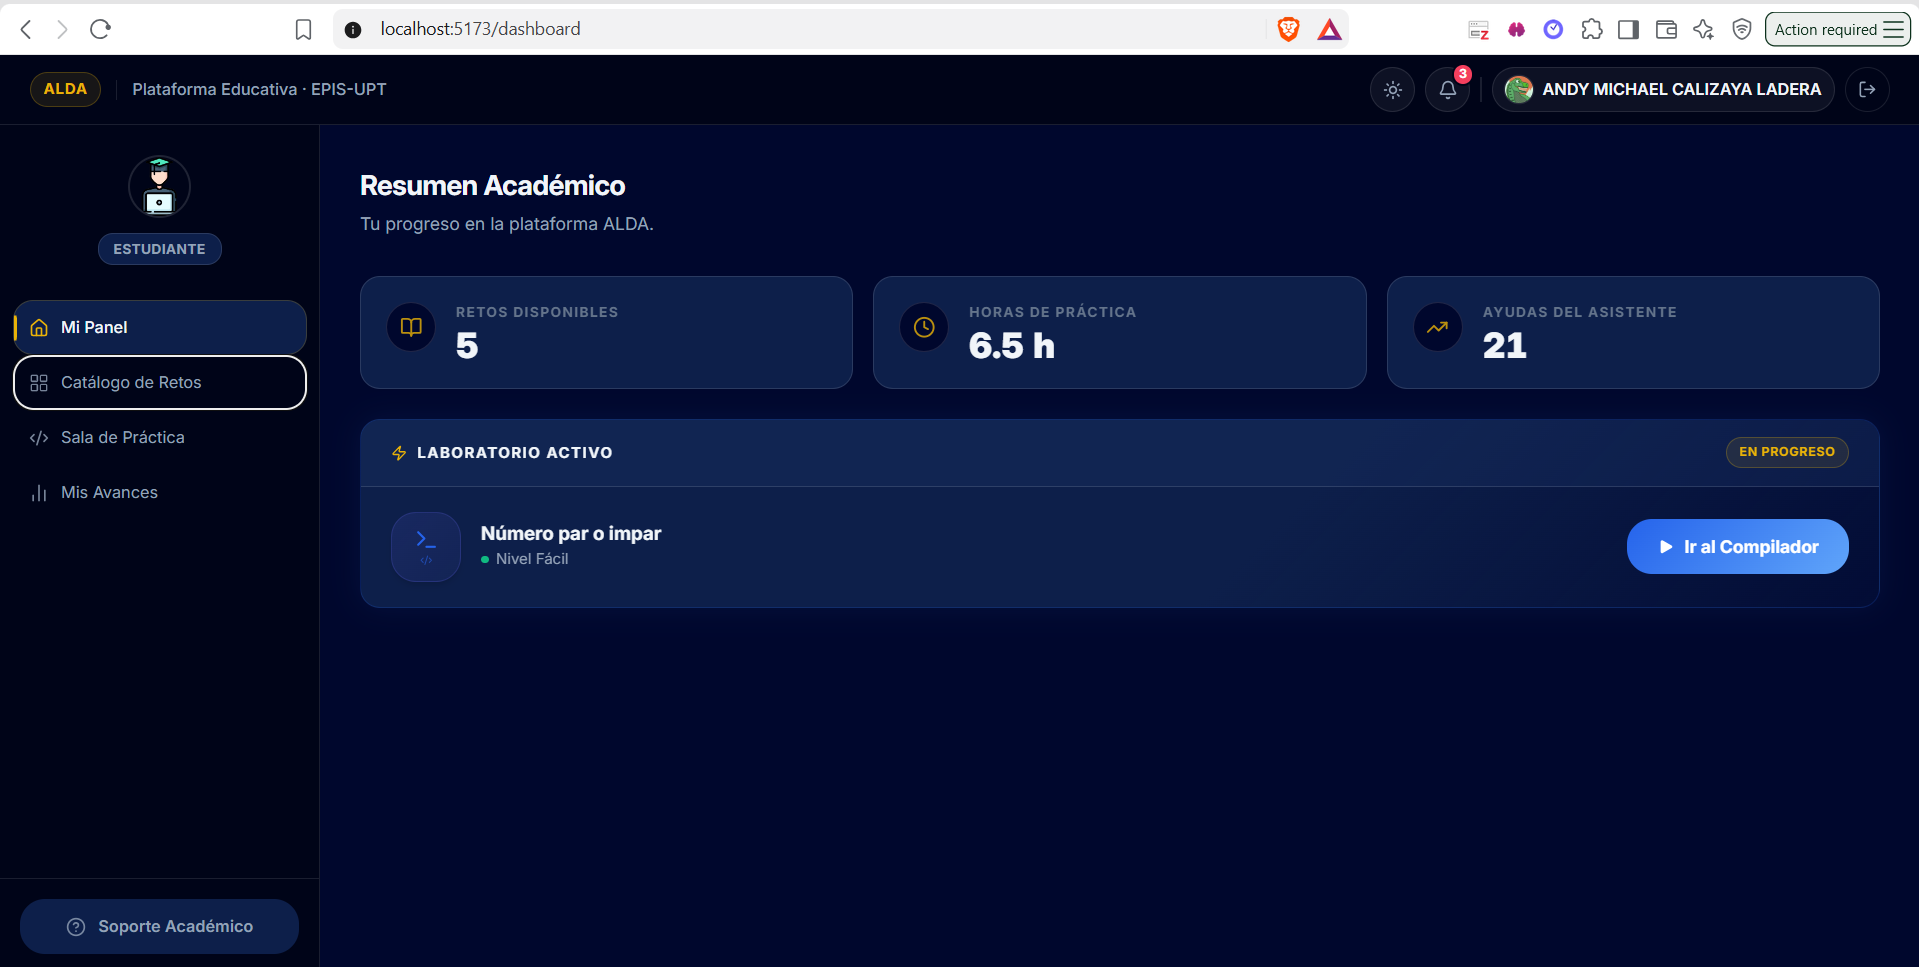 localhost:5173/dashboard
Action required
ALDA
Plataforma Educativa · EPIS-UPT
3
ANDY MICHAEL CALIZAYA LADERA
ESTUDIANTE
Mi Panel
Catálogo de Retos
Sala de Práctica
Mis Avances
Soporte Académico
Resumen Académico
Tu progreso en la plataforma ALDA.
RETOS DISPONIBLES
5
HORAS DE PRÁCTICA
6.5 h
AYUDAS DEL ASISTENTE
21
LABORATORIO ACTIVO
EN PROGRESO
Número par o impar
Nivel Fácil
Ir al Compilador